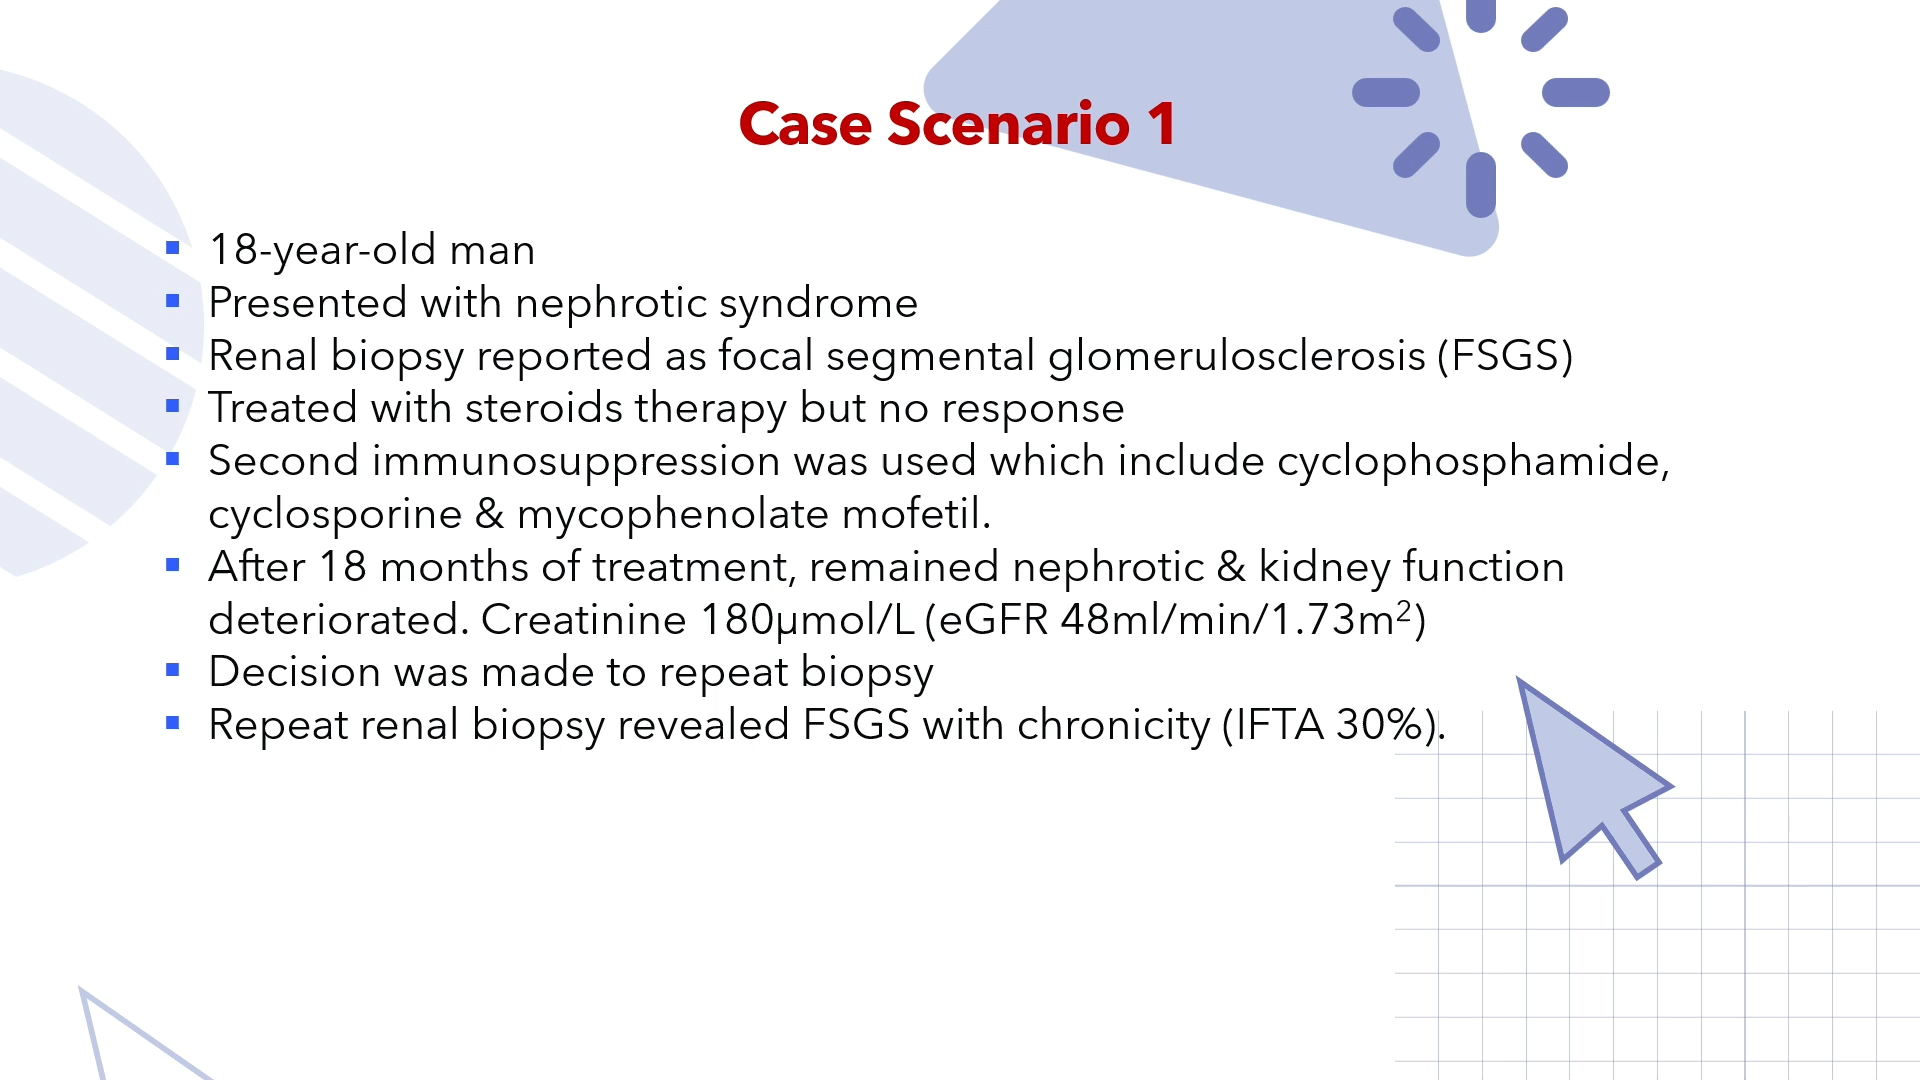 Case Scenario 1
▪ 18-year-old man
▪ Presented with nephrotic syndrome
▪ Renal biopsy reported as focal segmental glomerulosclerosis (FSGS)
▪ Treated with steroids therapy but no response
▪ Second immunosuppression was used which include cyclophosphamide,
cyclosporine & mycophenolate mofetil.
▪ After 18 months of treatment, remained nephrotic & kidney function
deteriorated. Creatinine 180µmol/L (eGFR 48ml/min/1.73m²)
▪ Decision was made to repeat biopsy
▪ Repeat renal biopsy revealed FSGS with chronicity (IFTA 30%).